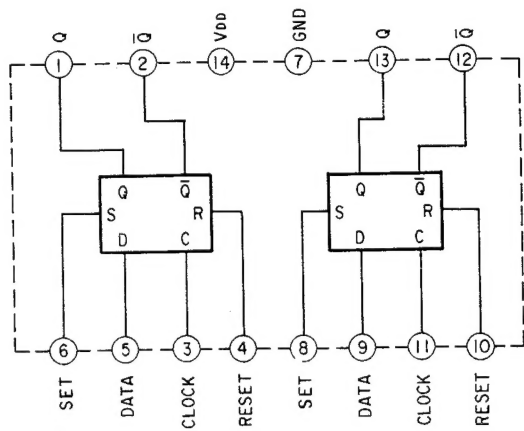 Q Q̅ VDD GND Q Q̅
1 2 14 7 13 12
Q Q̅ Q Q̅
S R S R
D C D C
6 5 3 4 8 9 11 10
SET DATA CLOCK RESET SET DATA CLOCK RESET